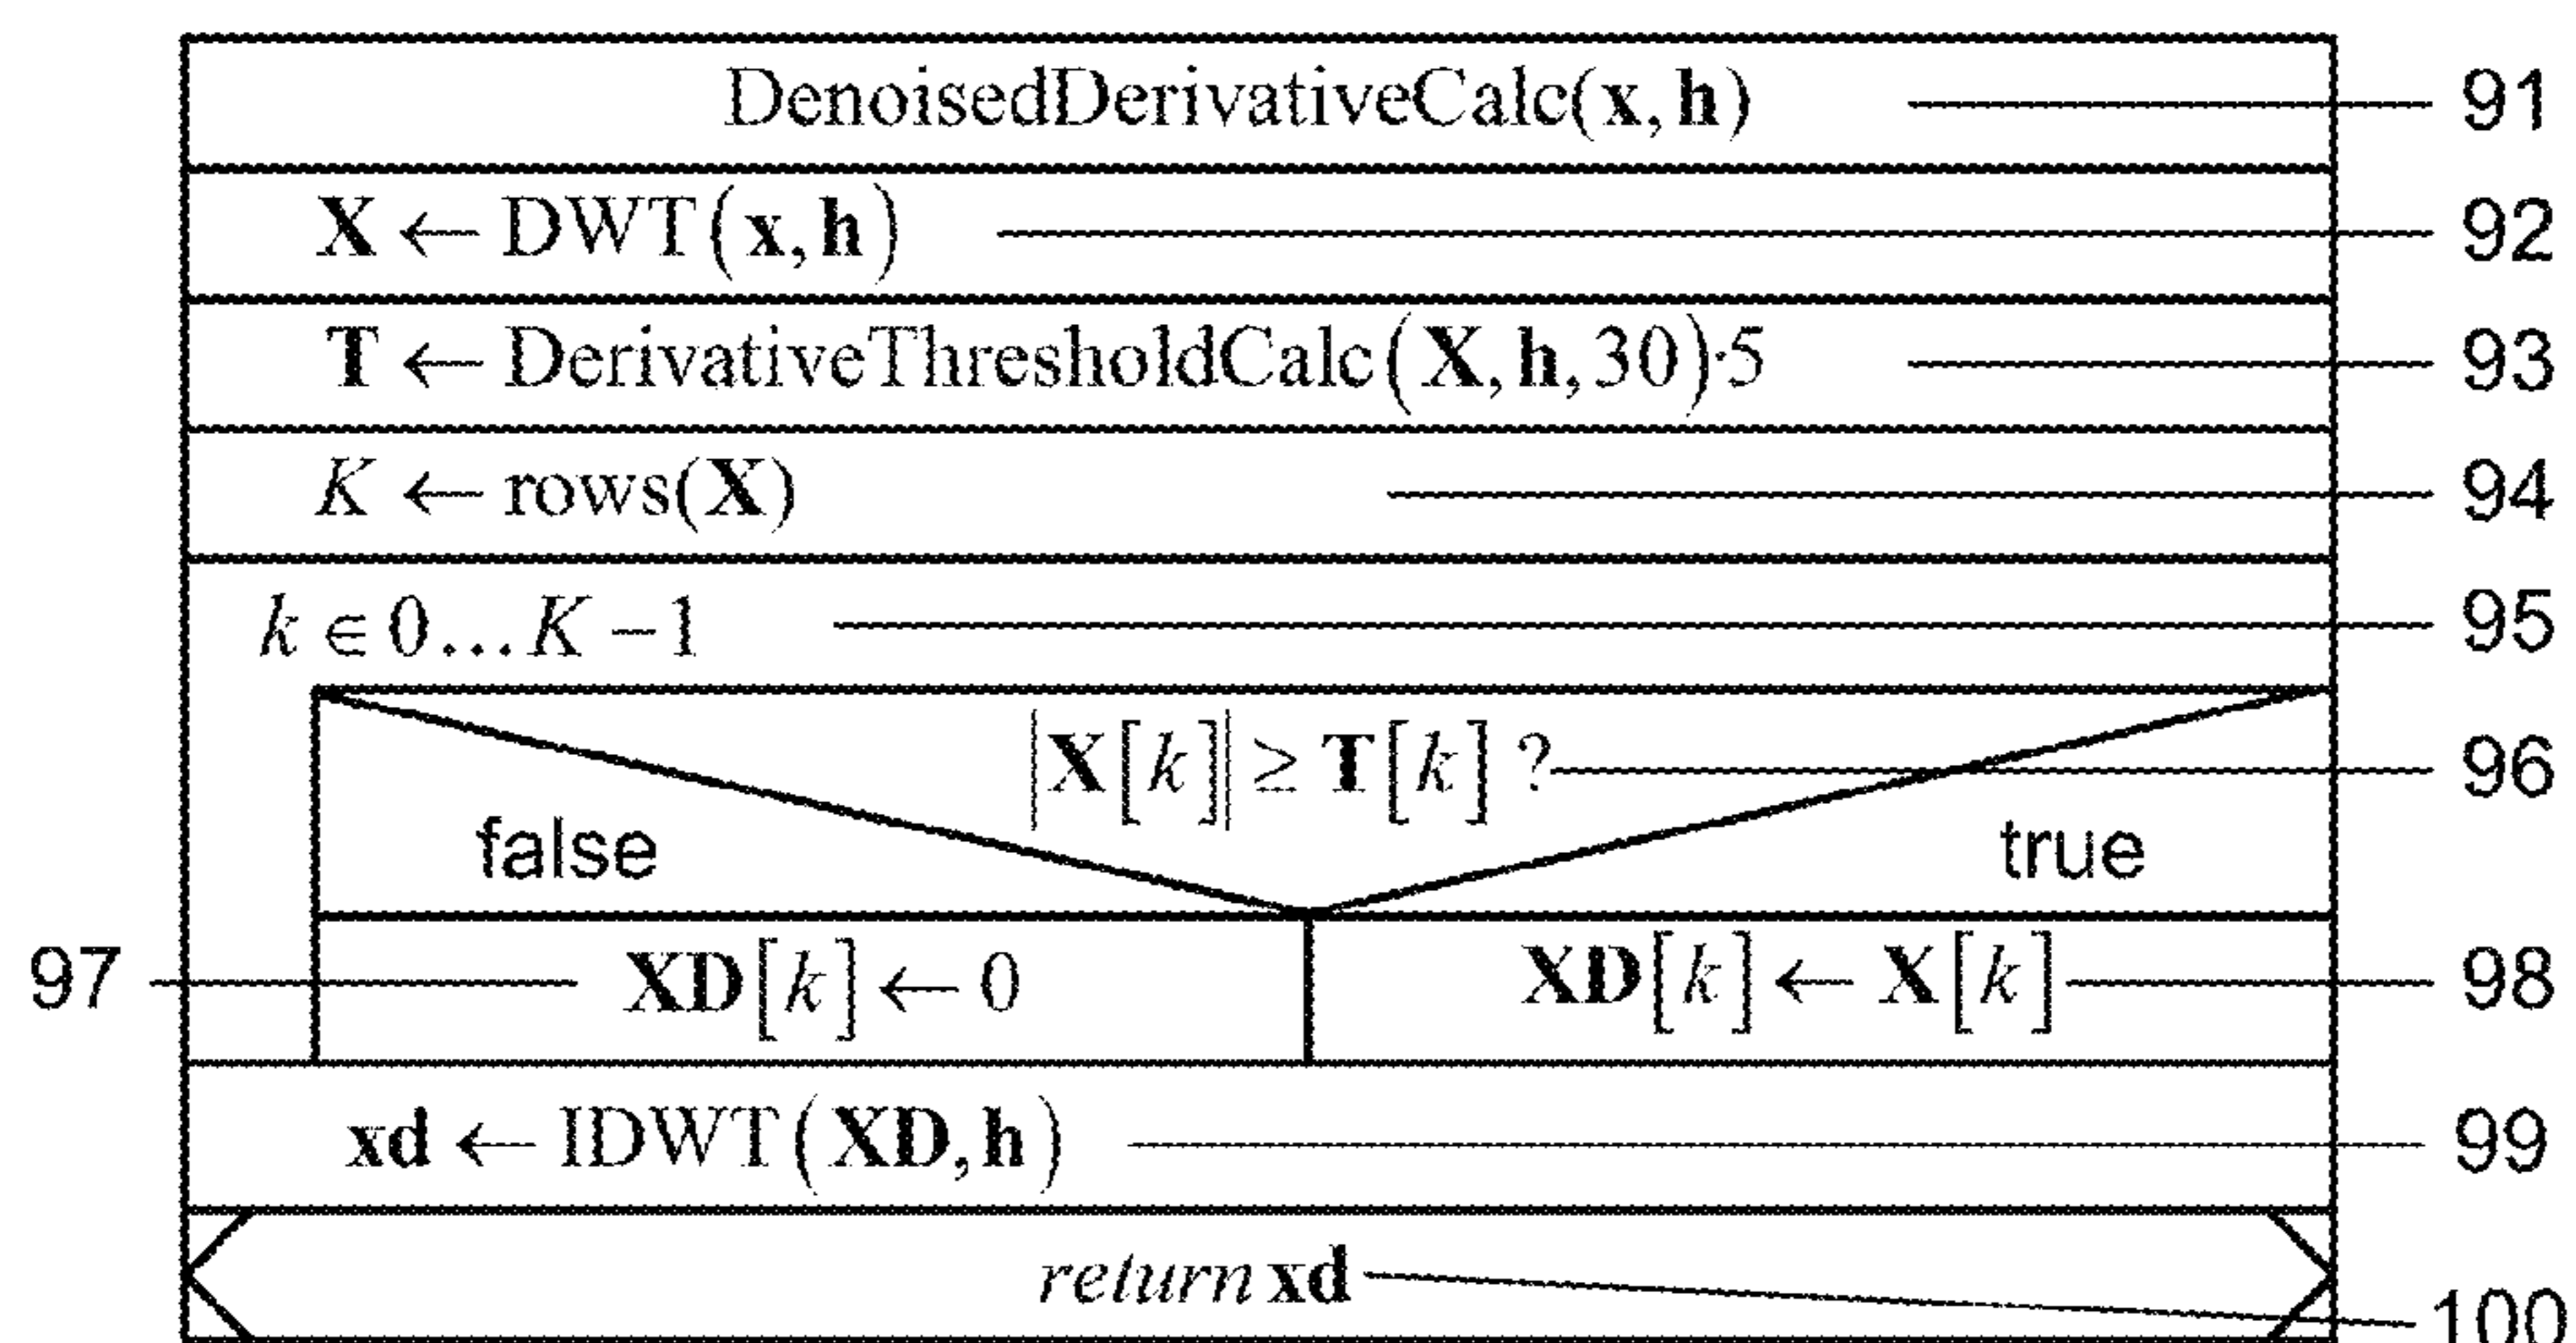 DenoisedDerivativeCalc(x, h) 91
X ← DWT(x, h) 92
T ← DerivativeThresholdCalc(X, h, 30)·5 93
K ← rows(X) 94
k ∈ 0...K −1 95
|X[k]| ≥ T[k] ? 96
false true
97 XD[k] ← 0 XD[k] ← X[k] 98
xd ← IDWT(XD, h) 99
return xd 100